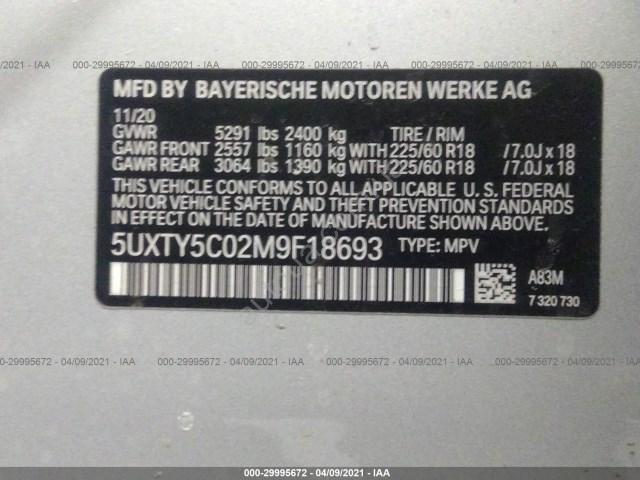 000-29995672 - 04/09/2021 - IAA
MFD BY BAYERISCHE MOTOREN WERKE AG
11/20
GVWR 5291 lbs 2400 kg TIRE / RIM
GAWR FRONT 2557 lbs 1160 kg WITH 225/60 R18 /7.0J x 18
GAWR REAR 3064 lbs 1390 kg WITH 225/60 R18 /7.0J x 18
THIS VEHICLE CONFORMS TO ALL APPLICABLE U. S. FEDERAL
MOTOR VEHICLE SAFETY AND THEFT PREVENTION STANDARDS
IN EFFECT ON THE DATE OF MANUFACTURE SHOWN ABOVE.
5UXTY5C02M9F18693 TYPE: MPV
A83M
7 320 730
000-29995672 - 04/09/2021 - IAA